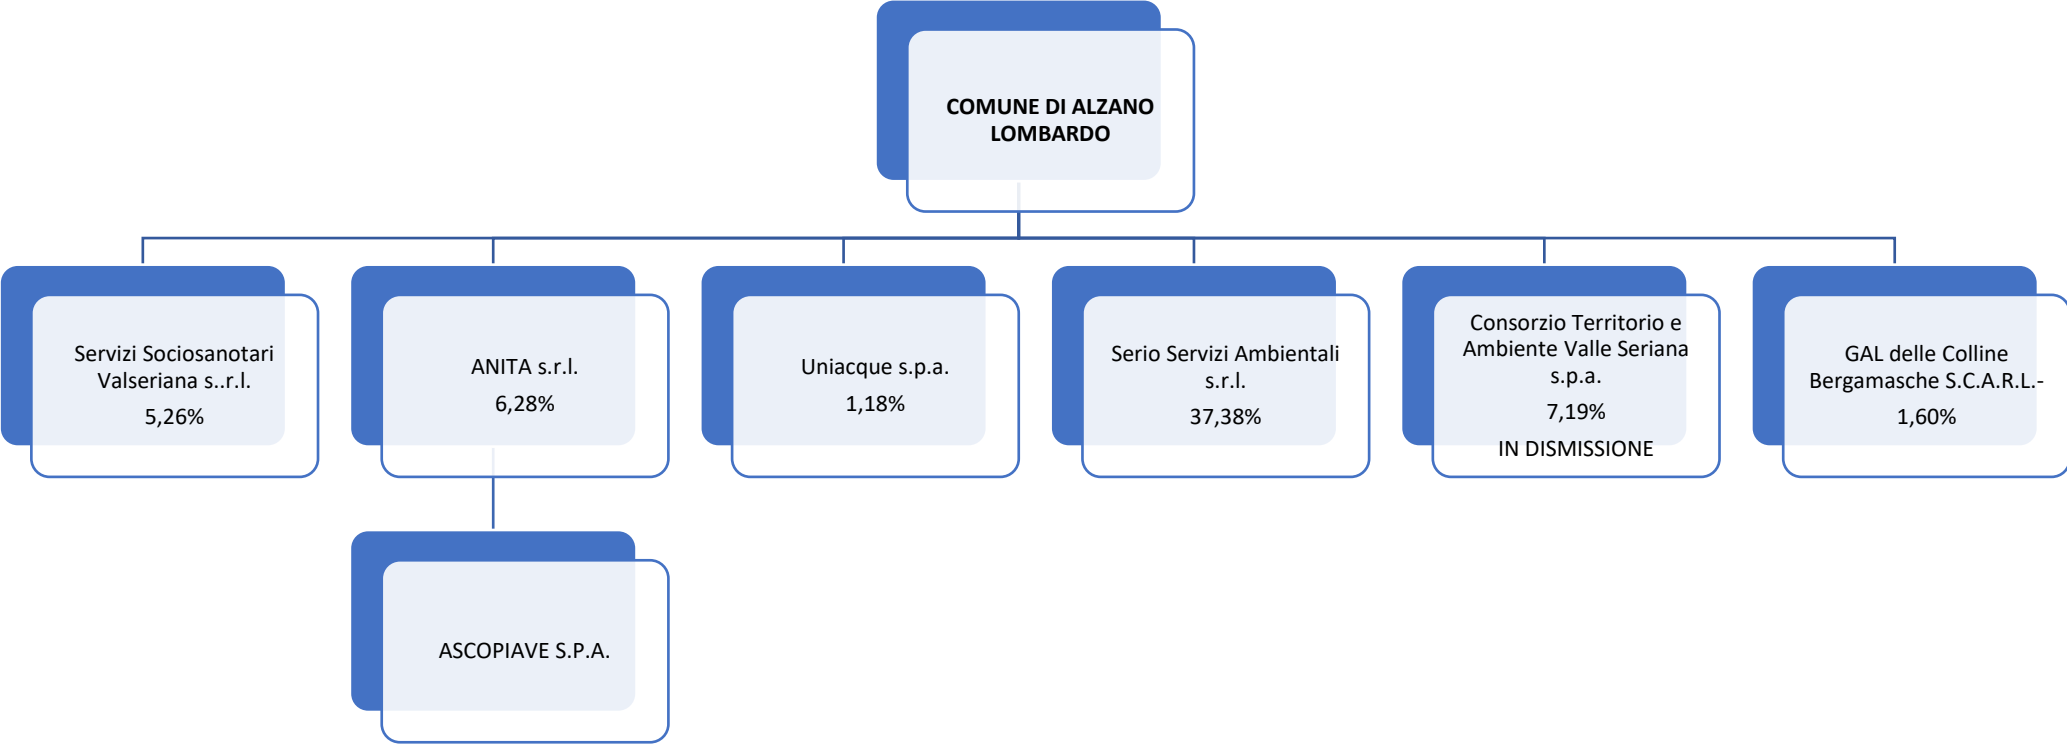 COMUNE DI ALZANO
LOMBARDO
Servizi Sociosanotari
Valseriana s..r.l.
5,26%
ANITA s.r.l.
6,28%
Uniacque s.p.a.
1,18%
Serio Servizi Ambientali
s.r.l.
37,38%
Consorzio Territorio e
Ambiente Valle Seriana
s.p.a.
7,19%
IN DISMISSIONE
GAL delle Colline
Bergamasche S.C.A.R.L.-
1,60%
ASCOPIAVE S.P.A.